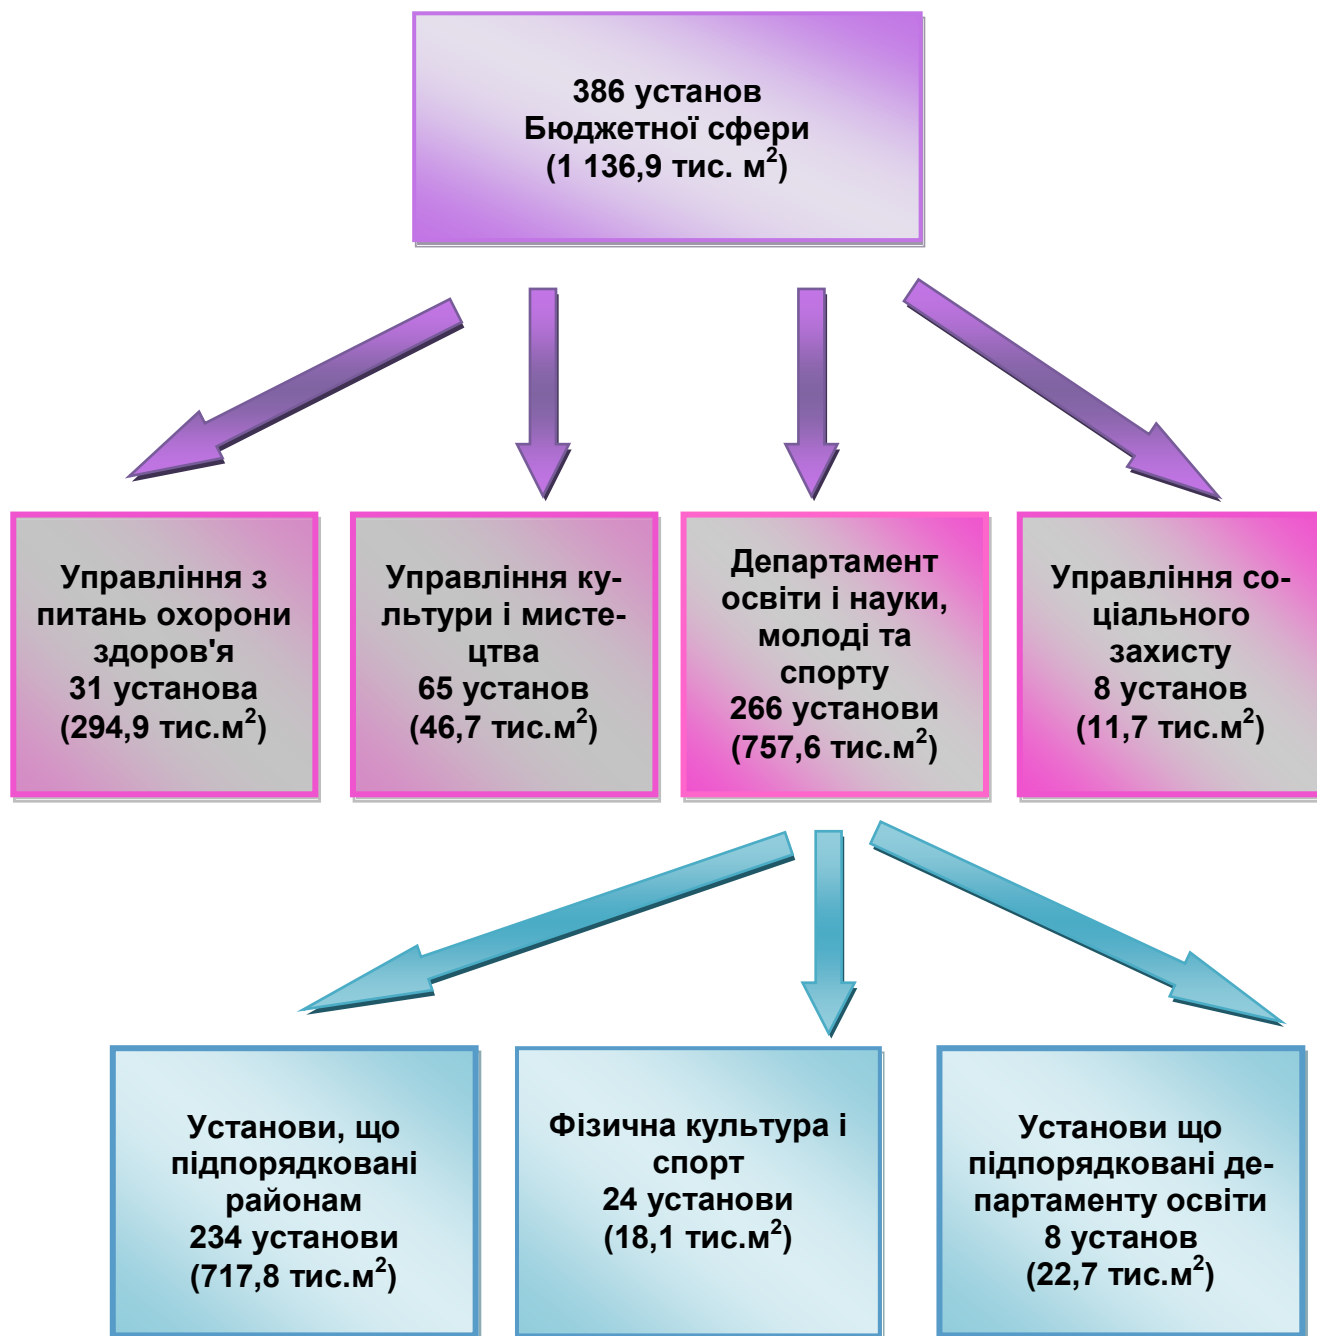 386 установ
Бюджетної сфери
(1 136,9 тис. м²)
Управління з
питань охорони
здоров'я
31 установа
(294,9 тис.м²)
Управління ку-
льтури і мисте-
цтва
65 установ
(46,7 тис.м²)
Департамент
освіти і науки,
молоді та
спорту
266 установи
(757,6 тис.м²)
Управління со-
ціального
захисту
8 установ
(11,7 тис.м²)
Установи, що
підпорядковані
районам
234 установи
(717,8 тис.м²)
Фізична культура і
спорт
24 установи
(18,1 тис.м²)
Установи що
підпорядковані де-
партаменту освіти
8 установ
(22,7 тис.м²)